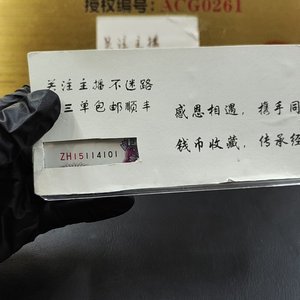 授权编号：ACG0261
关注主播
关注主播不迷路
三单包邮顺丰
感恩相遇，携手同
钱币收藏，传承经
ZH15114101